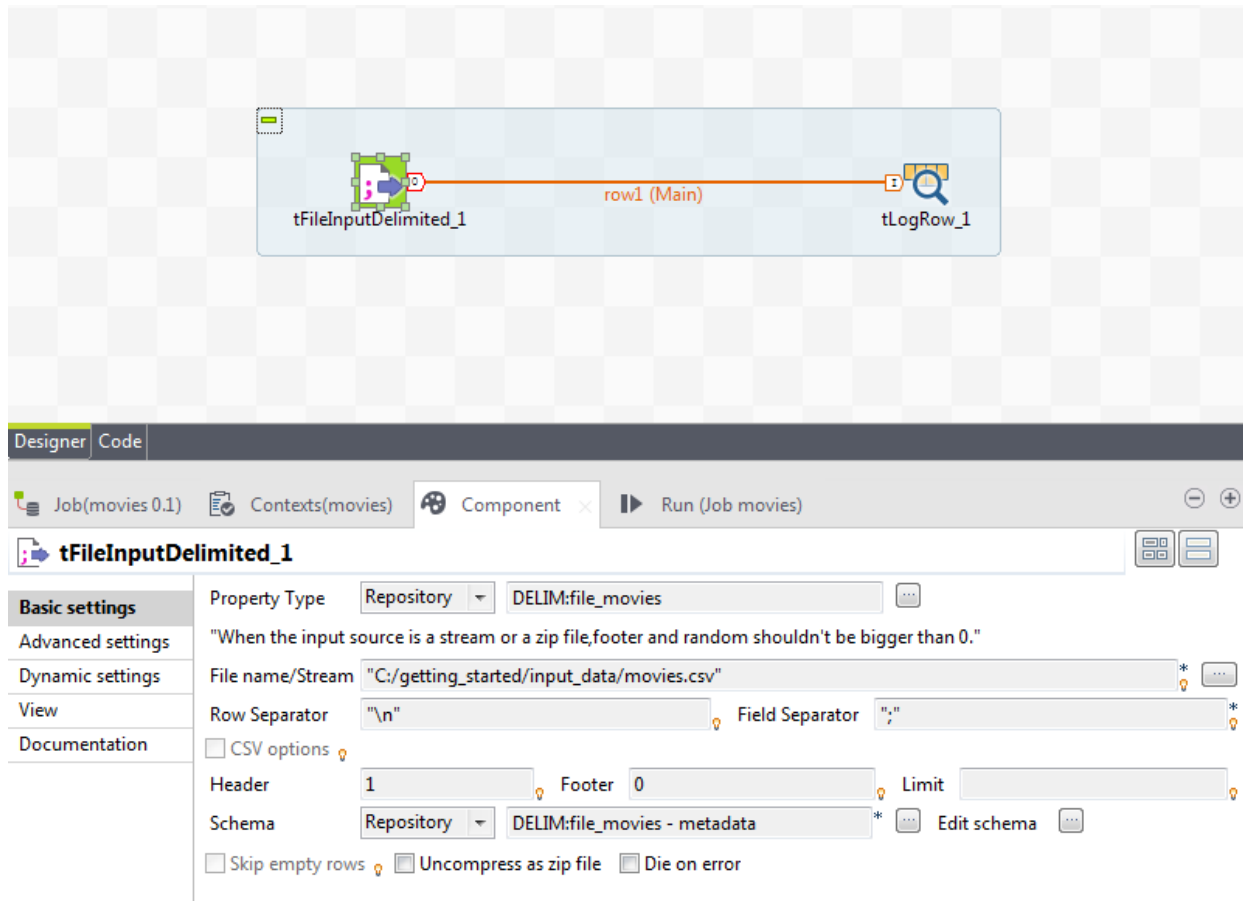 row1 (Main)
tFileInputDelimited_1 tLogRow_1
Designer Code
Job(movies 0.1) Contexts(movies) Component Run (Job movies)
tFileInputDelimited_1
Basic settings
Advanced settings
Dynamic settings
View
Documentation
Property Type Repository DELIM:file_movies ...
"When the input source is a stream or a zip file,footer and random shouldn't be bigger than 0."
File name/Stream "C:/getting_started/input_data/movies.csv" * ...
Row Separator "\n" Field Separator ";" *
CSV options
Header 1 Footer 0 Limit
Schema Repository DELIM:file_movies - metadata * ... Edit schema ...
Skip empty rows Uncompress as zip file Die on error